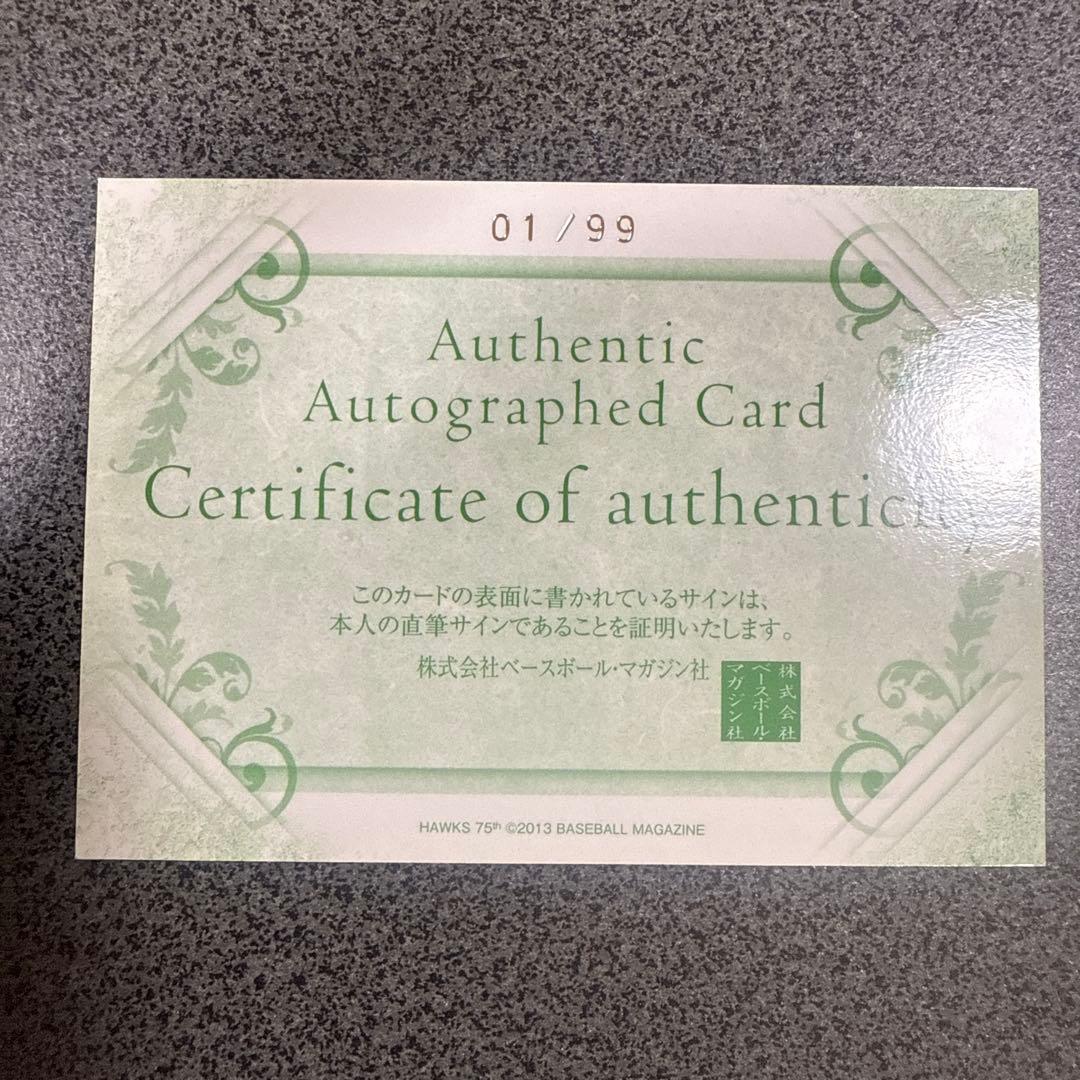 01/99
Authentic
Autographed Card
Certificate of authenticity
このカードの表面に書かれているサインは、
本人の直筆サインであることを証明いたします。
株式会社ベースボール・マガジン社
株式会社
ベースボール・
マガジン社
HAWKS 75th ©2013 BASEBALL MAGAZINE